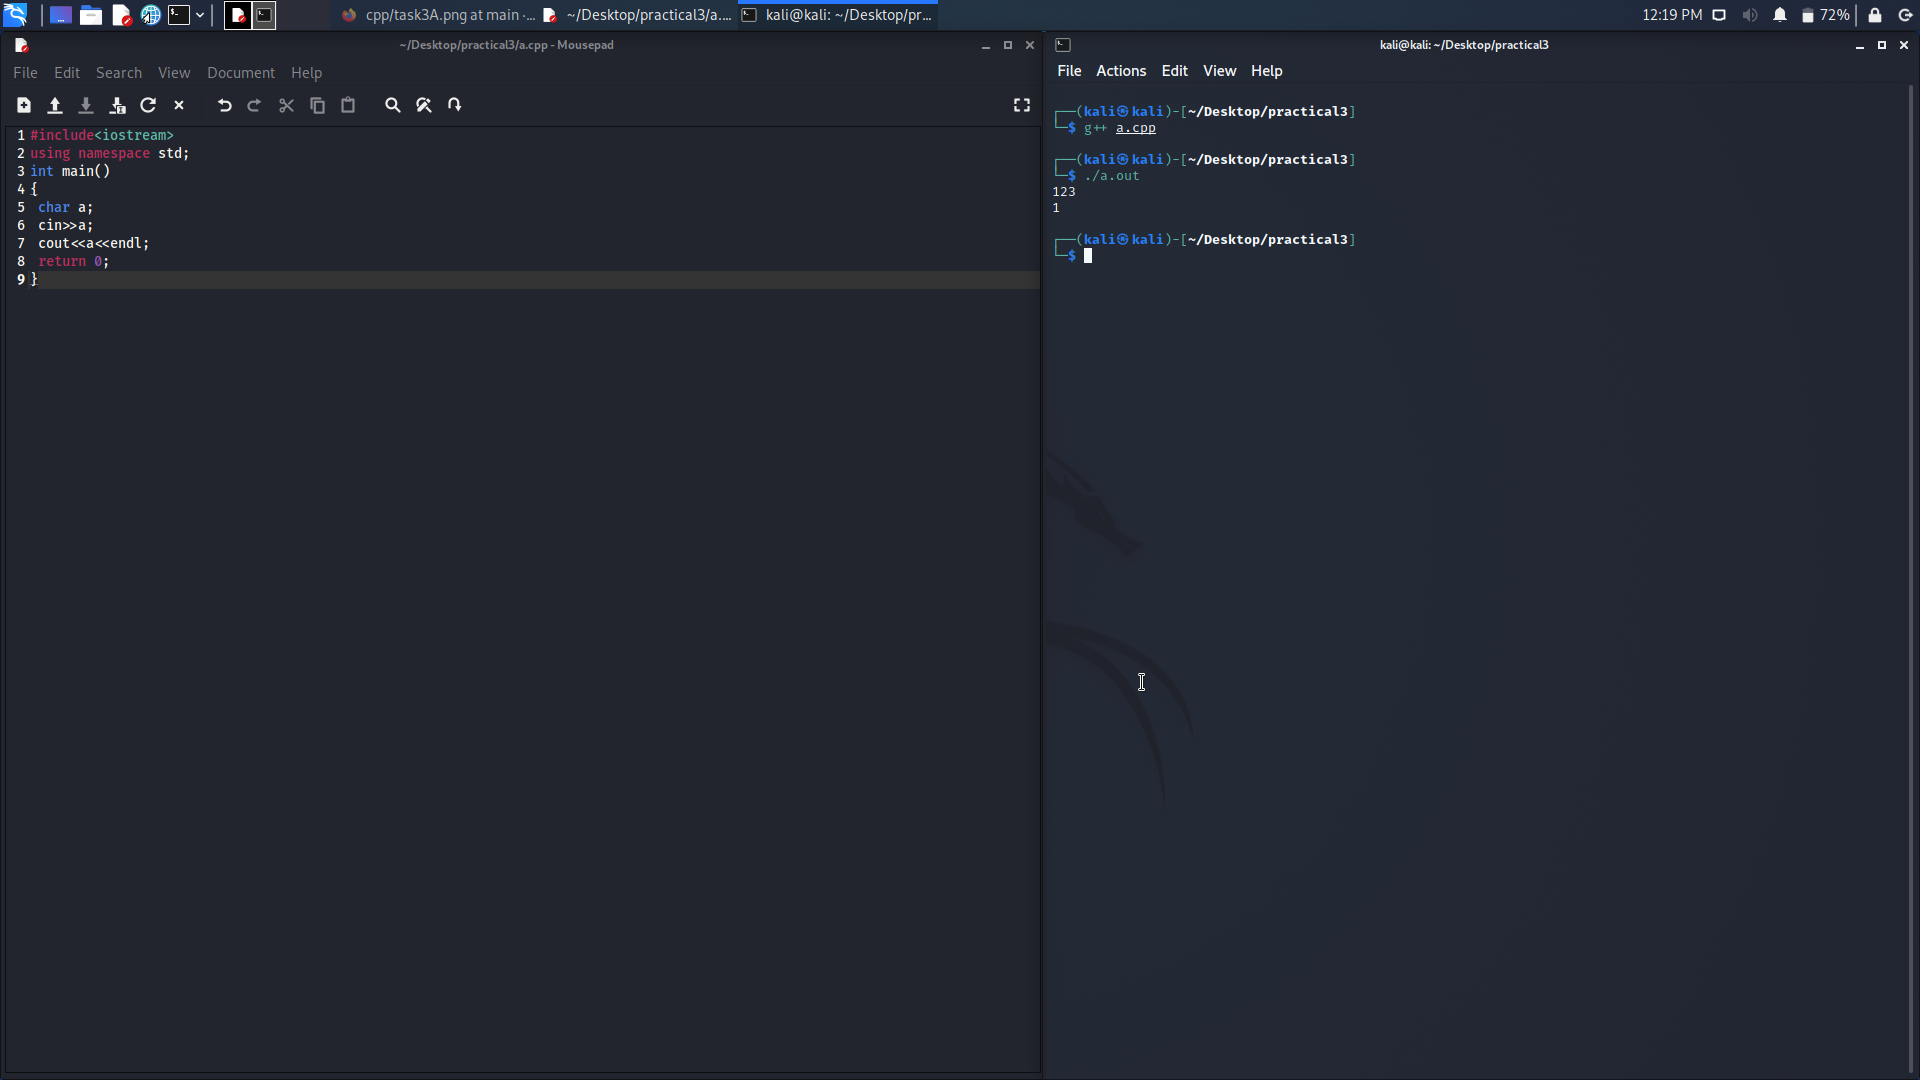 cpp/task3A.png at main ·...
~/Desktop/practical3/a....
kali@kali: ~/Desktop/pr...
12:19 PM
72%
~/Desktop/practical3/a.cpp - Mousepad
File Edit Search View Document Help
1 #include<iostream>
2 using namespace std;
3 int main()
4 {
5 char a;
6 cin>>a;
7 cout<<a<<endl;
8 return 0;
9 }
kali@kali: ~/Desktop/practical3
File Actions Edit View Help
┌──(kali㉿kali)-[~/Desktop/practical3]
└─$ g++ a.cpp
┌──(kali㉿kali)-[~/Desktop/practical3]
└─$ ./a.out
123
1
┌──(kali㉿kali)-[~/Desktop/practical3]
└─$